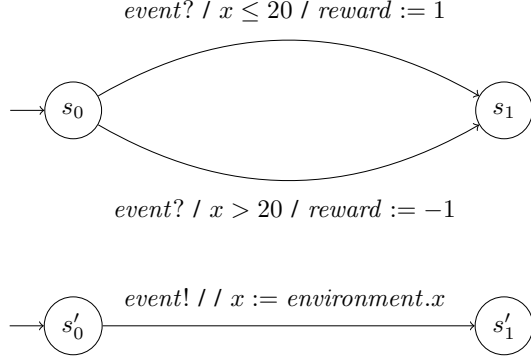 event? / x ≤ 20 / reward := 1
s₀ s₁
event? / x > 20 / reward := −1
event! / / x := environment.x
s′₀ s′₁